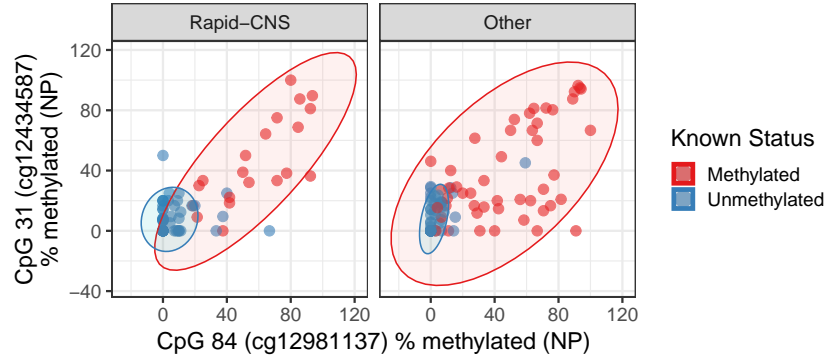 Rapid−CNS
Other
CpG 31 (cg12434587)
% methylated (NP)
120
80
40
0
−40
0
40
80
120
0
40
80
120
CpG 84 (cg12981137) % methylated (NP)
Known Status
Methylated
Unmethylated